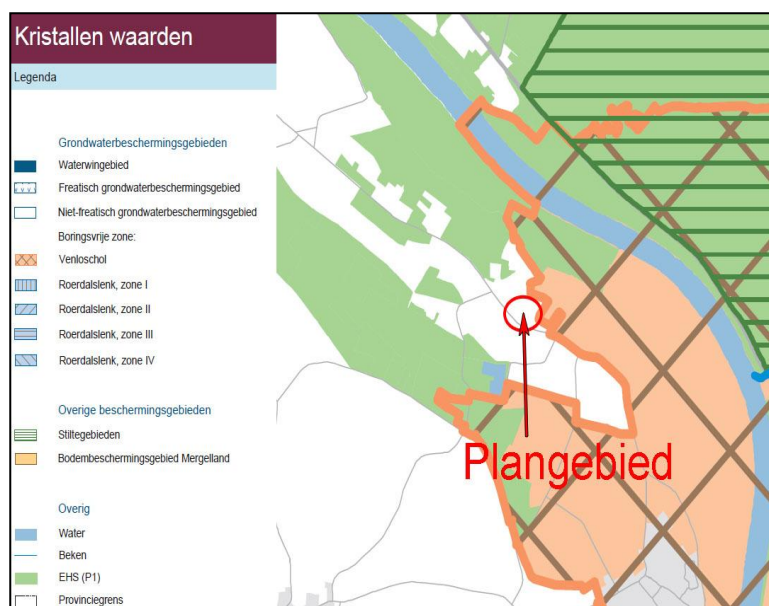 Kristallen waarden
Legenda
Grondwaterbeschermingsgebieden
Waterwingebied
Freatisch grondwaterbeschermingsgebied
Niet-freatisch grondwaterbeschermingsgebied
Boringsvrije zone:
Venloschol
Roerdalslenk, zone I
Roerdalslenk, zone II
Roerdalslenk, zone III
Roerdalslenk, zone IV
Overige beschermingsgebieden
Stiltegebieden
Bodembeschermingsgebied Mergelland
Overig
Water
Beken
EHS (P1)
Provinciegrens
Plangebied